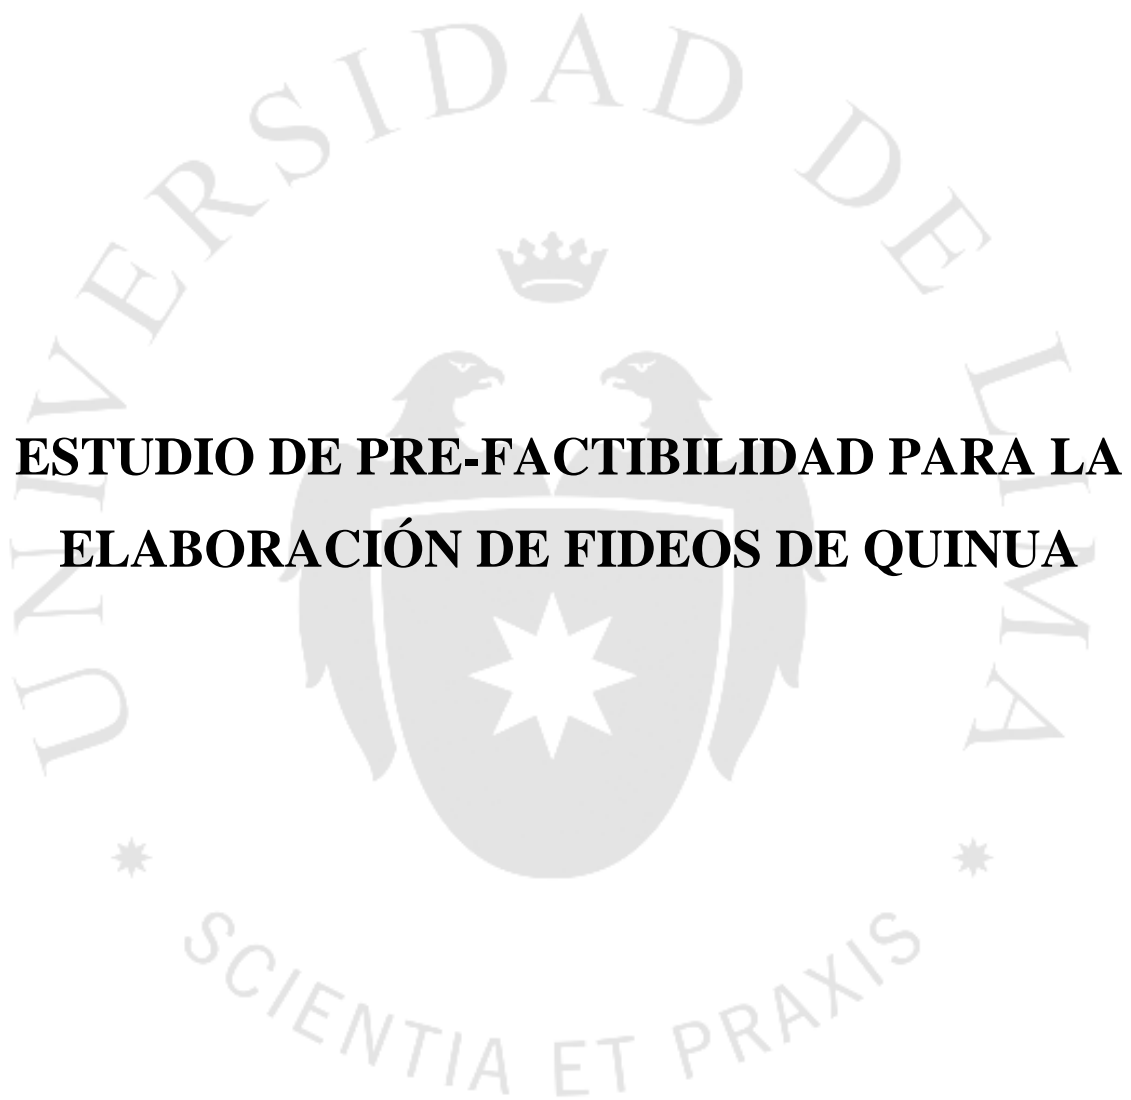 UNIVERSIDAD DE LIMA
ESTUDIO DE PRE-FACTIBILIDAD PARA LA
ELABORACIÓN DE FIDEOS DE QUINUA
SCIENTIA ET PRAXIS